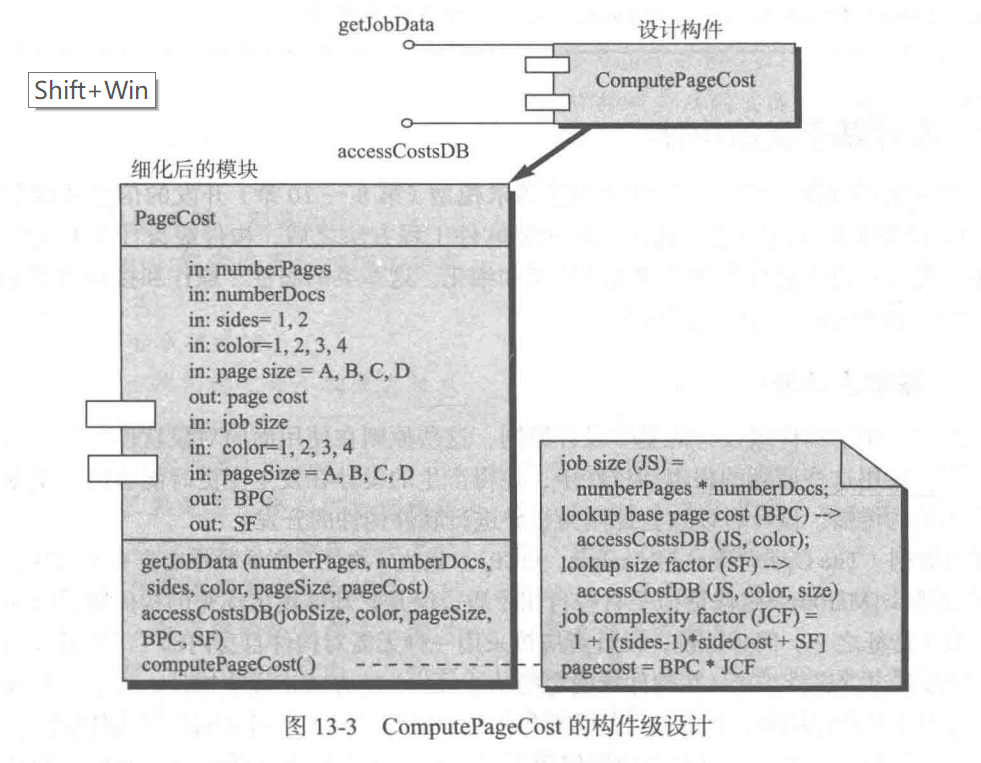 getJobData
设计构件
Shift+Win
ComputePageCost
accessCostsDB
细化后的模块
PageCost
in: numberPages
in: numberDocs
in: sides= 1, 2
in: color=1, 2, 3, 4
in: page size = A, B, C, D
out: page cost
in: job size
in: color=1, 2, 3, 4
in: pageSize = A, B, C, D
out: BPC
out: SF
getJobData (numberPages, numberDocs,
sides, color, pageSize, pageCost)
accessCostsDB(jobSize, color, pageSize,
BPC, SF)
computePageCost( )
job size (JS) =
numberPages * numberDocs;
lookup base page cost (BPC) -->
accessCostsDB (JS, color);
lookup size factor (SF) -->
accessCostDB (JS, color, size)
job complexity factor (JCF) =
1 + [(sides-1)*sideCost + SF]
pagecost = BPC * JCF
图 13-3 ComputePageCost 的构件级设计